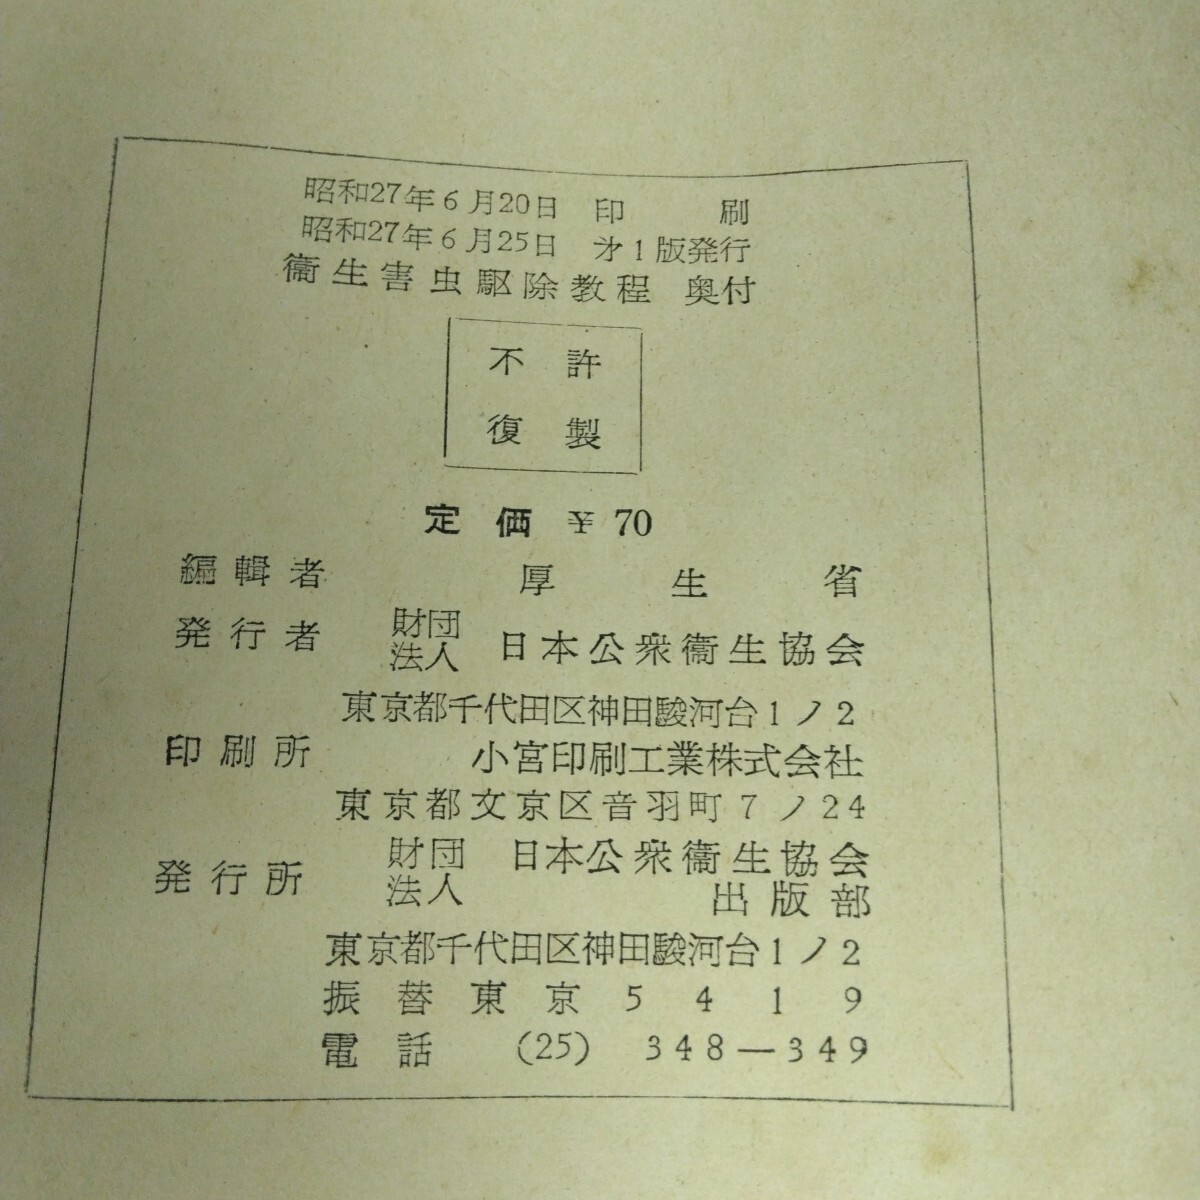 昭和27年6月20日 印 刷
昭和27年6月25日 才1版発行
衞生害虫駆除教程 奥付
不 許
復 製
定 価 ¥ 70
編輯者 厚 生 省
発行者 財団法人 日本公衆衞生協会
東京都千代田区神田駿河台1ノ2
印刷所 小宮印刷工業株式会社
東京都文京区音羽町7ノ24
発行所 財団法人 日本公衆衞生協会
出版部
東京都千代田区神田駿河台1ノ2
振替東京5419
電話 (25) 348—349